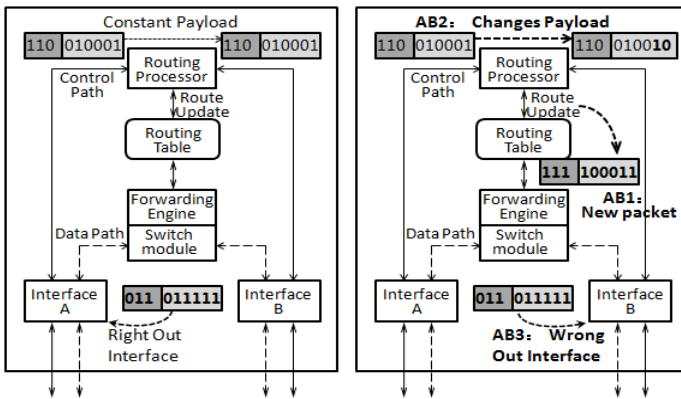 Constant Payload
110 010001 110 010001
Control
Path
Routing
Processor
Route
Update
Routing
Table
Forwarding
Engine
Data Path
Switch
module
Interface
A
011 011111
Interface
B
Right Out
Interface
AB2: Changes Payload
110 010001 110 010010
Control
Path
Routing
Processor
Route
Update
Routing
Table
111 100011
AB1:
New packet
Forwarding
Engine
Data Path
Switch
module
Interface
A
011 011111
Interface
B
AB3: Wrong
Out Interface